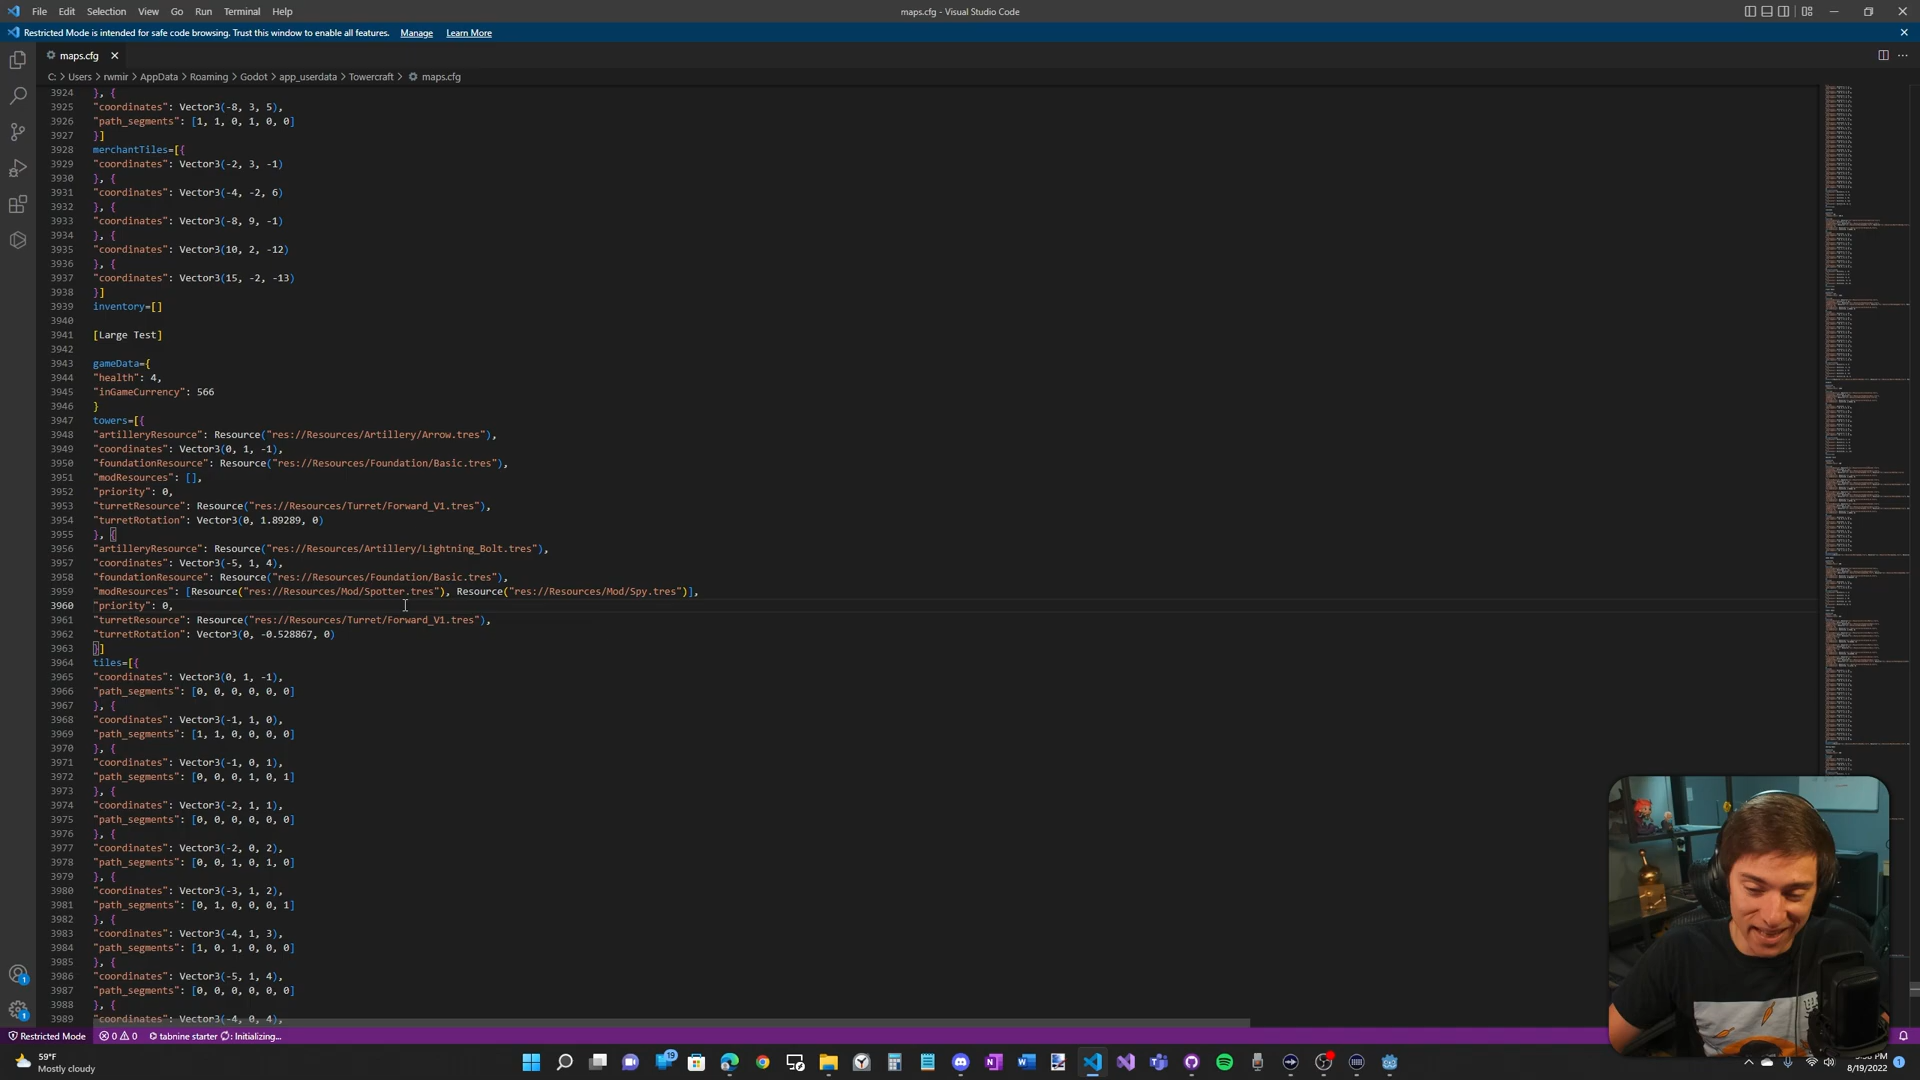 File Edit Selection View Go Run Terminal Help
maps.cfg - Visual Studio Code
Restricted Mode is intended for safe code browsing. Trust this window to enable all features. Manage Learn More
maps.cfg
C: > Users > rwmir > AppData > Roaming > Godot > app_userdata > Towercraft > maps.cfg
3924 }, {
3925 "coordinates": Vector3(-8, 3, 5),
3926 "path_segments": [1, 1, 0, 1, 0, 0]
3927 }]
3928 merchantTiles=[{
3929 "coordinates": Vector3(-2, 3, -1)
3930 }, {
3931 "coordinates": Vector3(-4, -2, 6)
3932 }, {
3933 "coordinates": Vector3(-8, 9, -1)
3934 }, {
3935 "coordinates": Vector3(10, 2, -12)
3936 }, {
3937 "coordinates": Vector3(15, -2, -13)
3938 }]
3939 inventory=[]
3940
3941 [Large Test]
3942
3943 gameData={
3944 "health": 4,
3945 "inGameCurrency": 566
3946 }
3947 towers=[{
3948 "artilleryResource": Resource("res://Resources/Artillery/Arrow.tres"),
3949 "coordinates": Vector3(0, 1, -1),
3950 "foundationResource": Resource("res://Resources/Foundation/Basic.tres"),
3951 "modResources": [],
3952 "priority": 0,
3953 "turretResource": Resource("res://Resources/Turret/Forward_V1.tres"),
3954 "turretRotation": Vector3(0, 1.89289, 0)
3955 }, {
3956 "artilleryResource": Resource("res://Resources/Artillery/Lightning_Bolt.tres"),
3957 "coordinates": Vector3(-5, 1, 4),
3958 "foundationResource": Resource("res://Resources/Foundation/Basic.tres"),
3959 "modResources": [Resource("res://Resources/Mod/Spotter.tres"), Resource("res://Resources/Mod/Spy.tres")],
3960 "priority": 0,
3961 "turretResource": Resource("res://Resources/Turret/Forward_V1.tres"),
3962 "turretRotation": Vector3(0, -0.528867, 0)
3963 }]
3964 tiles=[{
3965 "coordinates": Vector3(0, 1, -1),
3966 "path_segments": [0, 0, 0, 0, 0, 0]
3967 }, {
3968 "coordinates": Vector3(-1, 1, 0),
3969 "path_segments": [1, 1, 0, 0, 0, 0]
3970 }, {
3971 "coordinates": Vector3(-1, 0, 1),
3972 "path_segments": [0, 0, 0, 1, 0, 1]
3973 }, {
3974 "coordinates": Vector3(-2, 1, 1),
3975 "path_segments": [0, 0, 0, 0, 0, 0]
3976 }, {
3977 "coordinates": Vector3(-2, 0, 2),
3978 "path_segments": [0, 0, 1, 0, 1, 0]
3979 }, {
3980 "coordinates": Vector3(-3, 1, 2),
3981 "path_segments": [0, 1, 0, 0, 0, 1]
3982 }, {
3983 "coordinates": Vector3(-4, 1, 3),
3984 "path_segments": [1, 0, 1, 0, 0, 0]
3985 }, {
3986 "coordinates": Vector3(-5, 1, 4),
3987 "path_segments": [0, 0, 0, 0, 0, 0]
3988 }, {
3989 "coordinates": Vector3(-4, 0, 4),
Restricted Mode 0 0 tabnine starter : Initializing...
59°F
Mostly cloudy
19
PM
8/19/2022
1